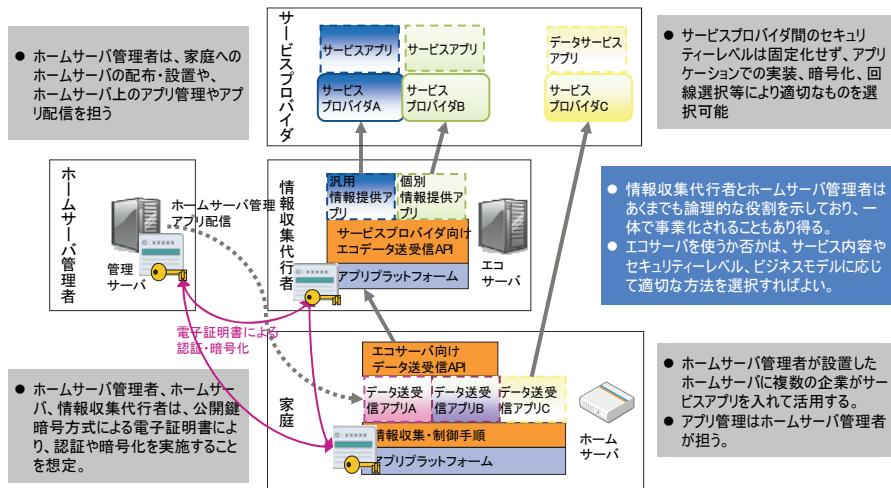 ● ホームサーバ管理者は、家庭への
ホームサーバの配布・設置や、
ホームサーバ上のアプリ管理やアプ
リ配信を担う
サービスプロバイダ
サービスアプリ
サービスアプリ
データサービス
アプリ
サービス
プロバイダA
サービス
プロバイダB
サービス
プロバイダC
● サービスプロバイダ間のセキュリ
ティーレベルは固定化せず、アプリ
ケーションでの実装、暗号化、回
線選択等により適切なものを選
択可能
ホームサーバ管理者
ホームサーバ管理
アプリ配信
管理
サーバ
情報収集代行者
汎用
情報提供ア
プリ
個別
情報提供ア
プリ
サービスプロバイダ向け
エコデータ送受信API
アプリプラットフォーム
エコ
サーバ
● 情報収集代行者とホームサーバ管理者は
あくまでも論理的な役割を示しており、一
体で事業化されることもあり得る。
● エコサーバを使うか否かは、サービス内容や
セキュリティーレベル、ビジネスモデルに応じ
て適切な方法を選択すればよい。
電子証明書による
認証・暗号化
● ホームサーバ管理者、ホームサー
バ、情報収集代行者は、公開鍵
暗号方式による電子証明書によ
り、認証や暗号化を実施すること
を想定。
家庭
エコサーバ向け
データ送受信API
データ送受
信アプリA
データ送受
信アプリB
データ送受
信アプリC
情報収集・制御手順
アプリプラットフォーム
ホーム
サーバ
● ホームサーバ管理者が設置した
ホームサーバに複数の企業がサー
ビスアプリを入れて活用する。
● アプリ管理はホームサーバ管理者
が担う。